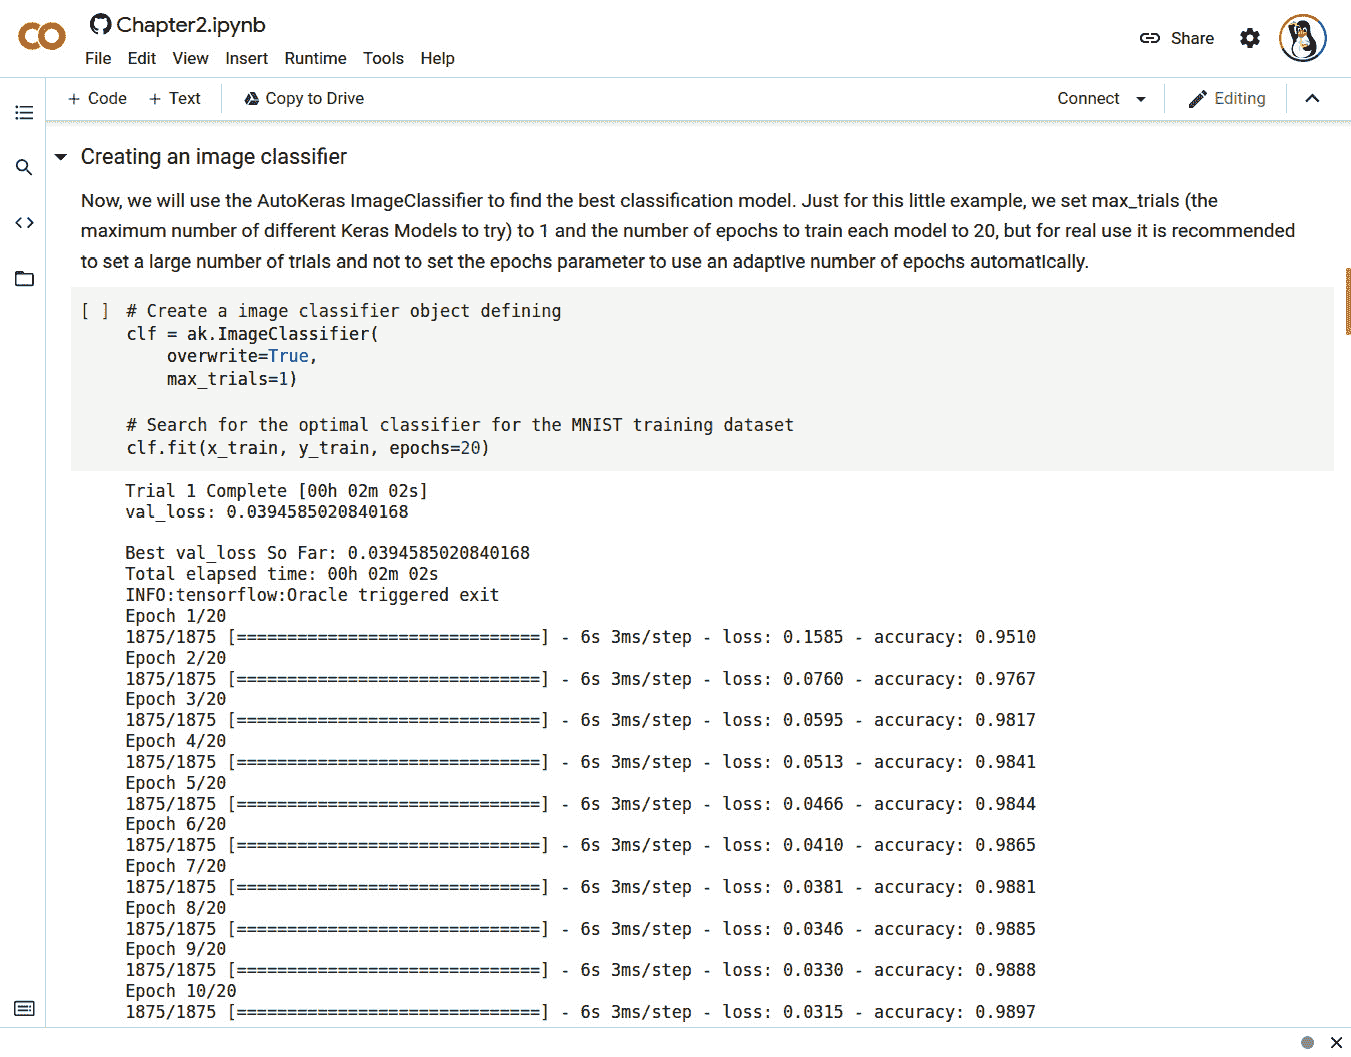 Chapter2.ipynb
File Edit View Insert Runtime Tools Help
Share
+ Code + Text Copy to Drive
Connect
Editing
Creating an image classifier
Now, we will use the AutoKeras ImageClassifier to find the best classification model. Just for this little example, we set max_trials (the
maximum number of different Keras Models to try) to 1 and the number of epochs to train each model to 20, but for real use it is recommended
to set a large number of trials and not to set the epochs parameter to use an adaptive number of epochs automatically.
[ ] # Create a image classifier object defining
clf = ak.ImageClassifier(
    overwrite=True,
    max_trials=1)
# Search for the optimal classifier for the MNIST training dataset
clf.fit(x_train, y_train, epochs=20)
Trial 1 Complete [00h 02m 02s]
val_loss: 0.0394585020840168
Best val_loss So Far: 0.0394585020840168
Total elapsed time: 00h 02m 02s
INFO:tensorflow:Oracle triggered exit
Epoch 1/20
1875/1875 [==============================] - 6s 3ms/step - loss: 0.1585 - accuracy: 0.9510
Epoch 2/20
1875/1875 [==============================] - 6s 3ms/step - loss: 0.0760 - accuracy: 0.9767
Epoch 3/20
1875/1875 [==============================] - 6s 3ms/step - loss: 0.0595 - accuracy: 0.9817
Epoch 4/20
1875/1875 [==============================] - 6s 3ms/step - loss: 0.0513 - accuracy: 0.9841
Epoch 5/20
1875/1875 [==============================] - 6s 3ms/step - loss: 0.0466 - accuracy: 0.9844
Epoch 6/20
1875/1875 [==============================] - 6s 3ms/step - loss: 0.0410 - accuracy: 0.9865
Epoch 7/20
1875/1875 [==============================] - 6s 3ms/step - loss: 0.0381 - accuracy: 0.9881
Epoch 8/20
1875/1875 [==============================] - 6s 3ms/step - loss: 0.0346 - accuracy: 0.9885
Epoch 9/20
1875/1875 [==============================] - 6s 3ms/step - loss: 0.0330 - accuracy: 0.9888
Epoch 10/20
1875/1875 [==============================] - 6s 3ms/step - loss: 0.0315 - accuracy: 0.9897